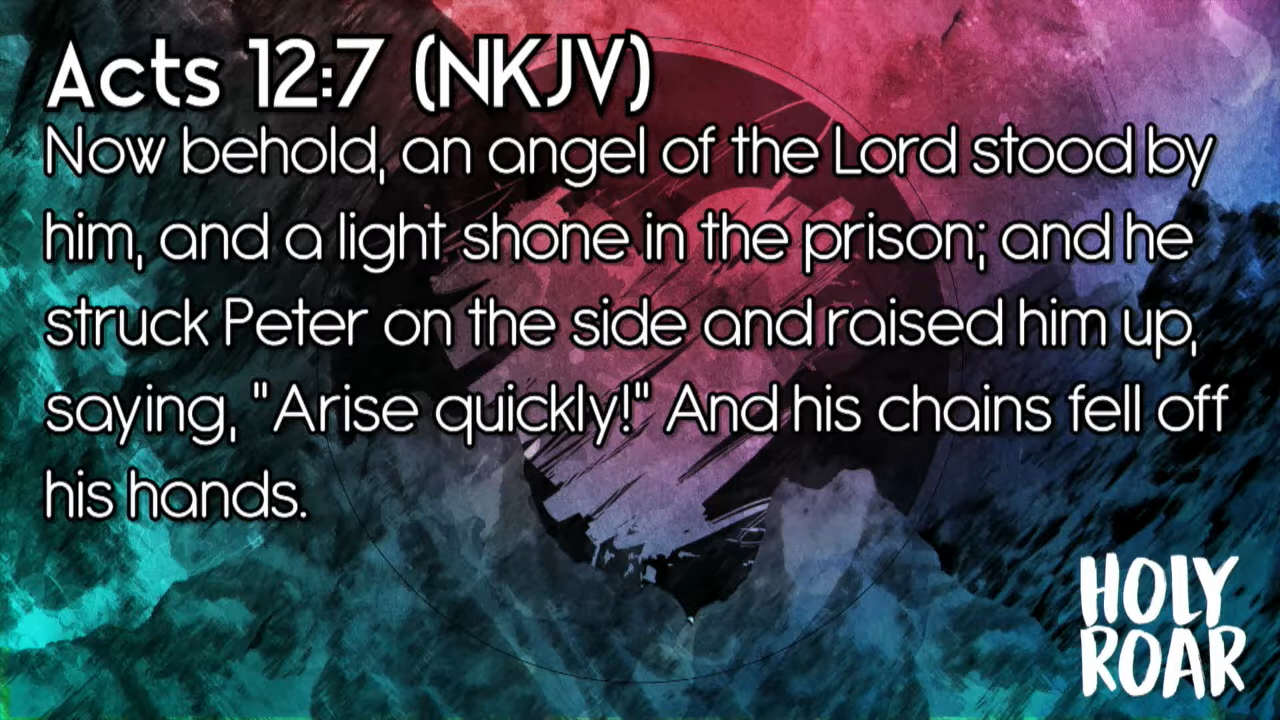 Acts 12:7 (NKJV)
Now behold, an angel of the Lord stood by
him, and a light shone in the prison; and he
struck Peter on the side and raised him up,
saying, "Arise quickly!" And his chains fell off
his hands.
HOLY
ROAR